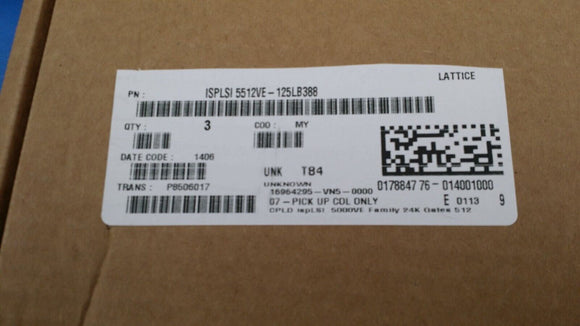 LATTICE
PN : ISPLSI 5512VE-125LB388
QTY : 3 COO : MY
DATE CODE : 1406
UNK T84
TRANS : P8506017
UNKNOWN
16964295-VN5-0000
07-PICK UP COL ONLY
CPLD ispLSI 5000VE Family 24K Gates 512
017884776-014001000
E 0113 9